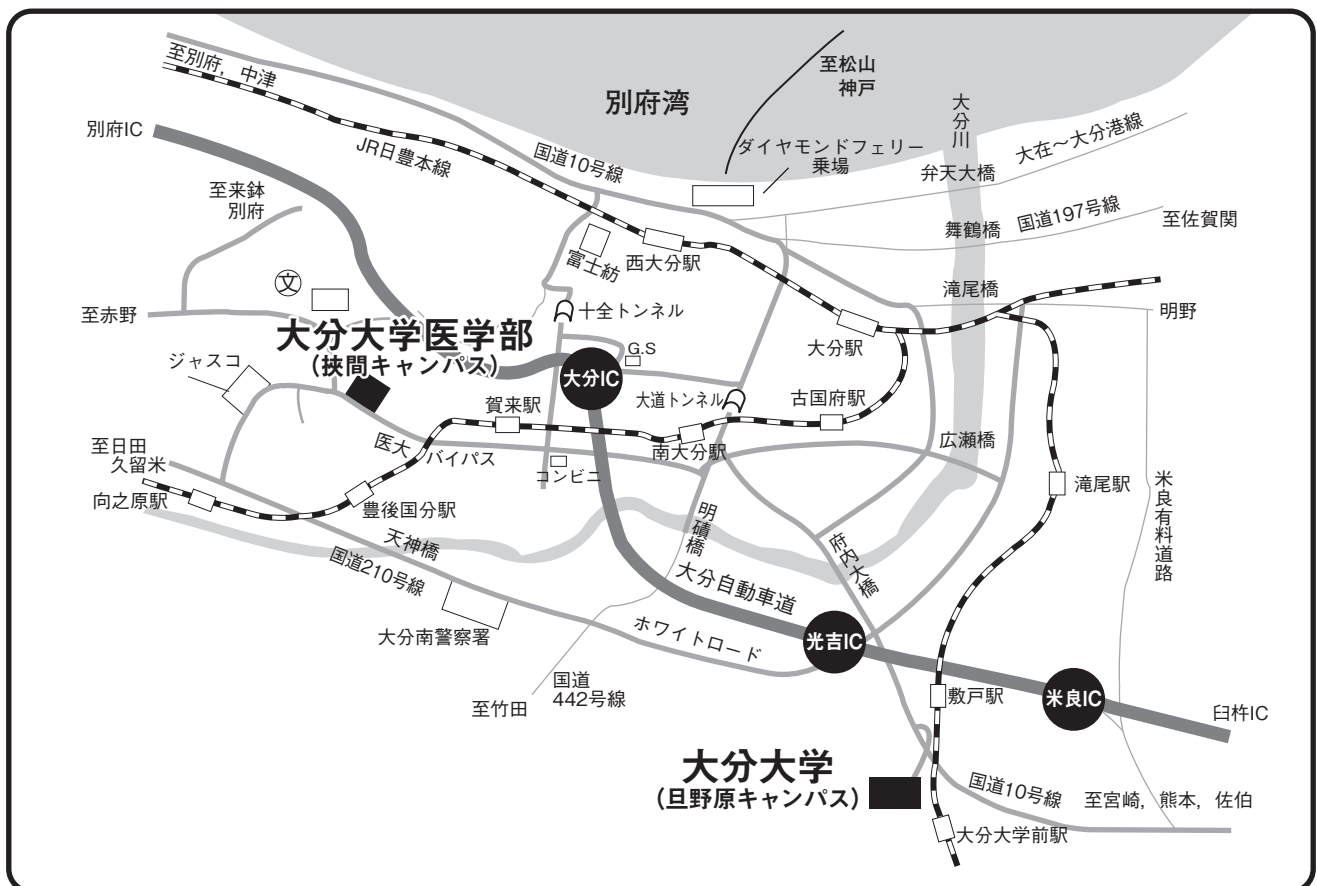 至別府，中津
別府IC
JR日豊本線
国道10号線
別府湾
至松山
神戸
大分川
ダイヤモンドフェリー
乗場
大在～大分港線
弁天大橋
舞鶴橋
国道197号線
至佐賀関
至来鉢
別府
文
富士紡
西大分駅
滝尾橋
明野
至赤野
十全トンネル
大分駅
大分大学医学部
（挾間キャンパス）
G.S
大分IC
ジャスコ
賀来駅
大道トンネル
古国府駅
至日田
久留米
医大
バイパス
南大分駅
広瀬橋
コンビニ
向之原駅
豊後国分駅
滝尾駅
米良有料道路
天神橋
明磧橋
府内大橋
国道210号線
大分自動車道
大分南警察署
ホワイトロード
光吉IC
国道
442号線
至竹田
敷戸駅
米良IC
臼杵IC
大分大学
（旦野原キャンパス）
国道10号線
至宮崎，熊本，佐伯
大分大学前駅